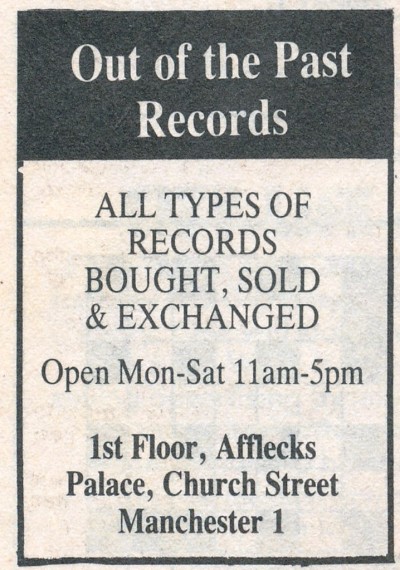 Out of the Past
Records
ALL TYPES OF
RECORDS
BOUGHT, SOLD
& EXCHANGED
Open Mon-Sat 11am-5pm
1st Floor, Afflecks
Palace, Church Street
Manchester 1